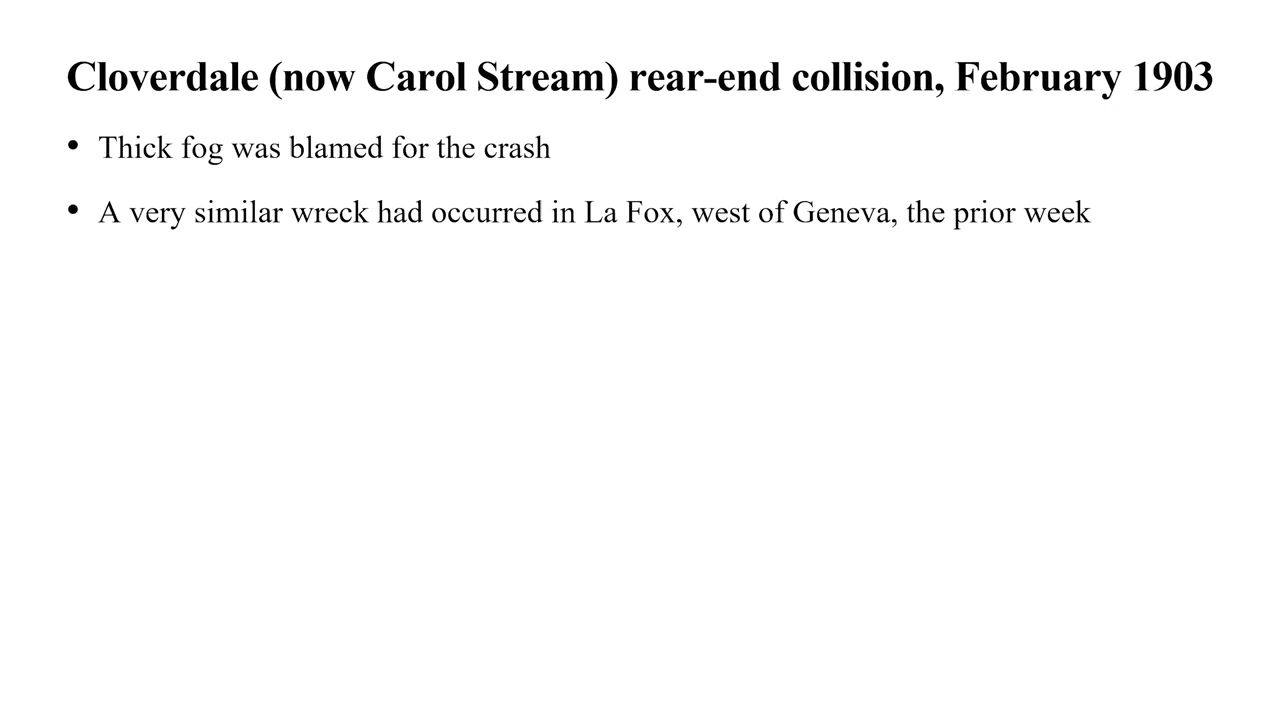 Cloverdale (now Carol Stream) rear-end collision, February 1903
• Thick fog was blamed for the crash
• A very similar wreck had occurred in La Fox, west of Geneva, the prior week